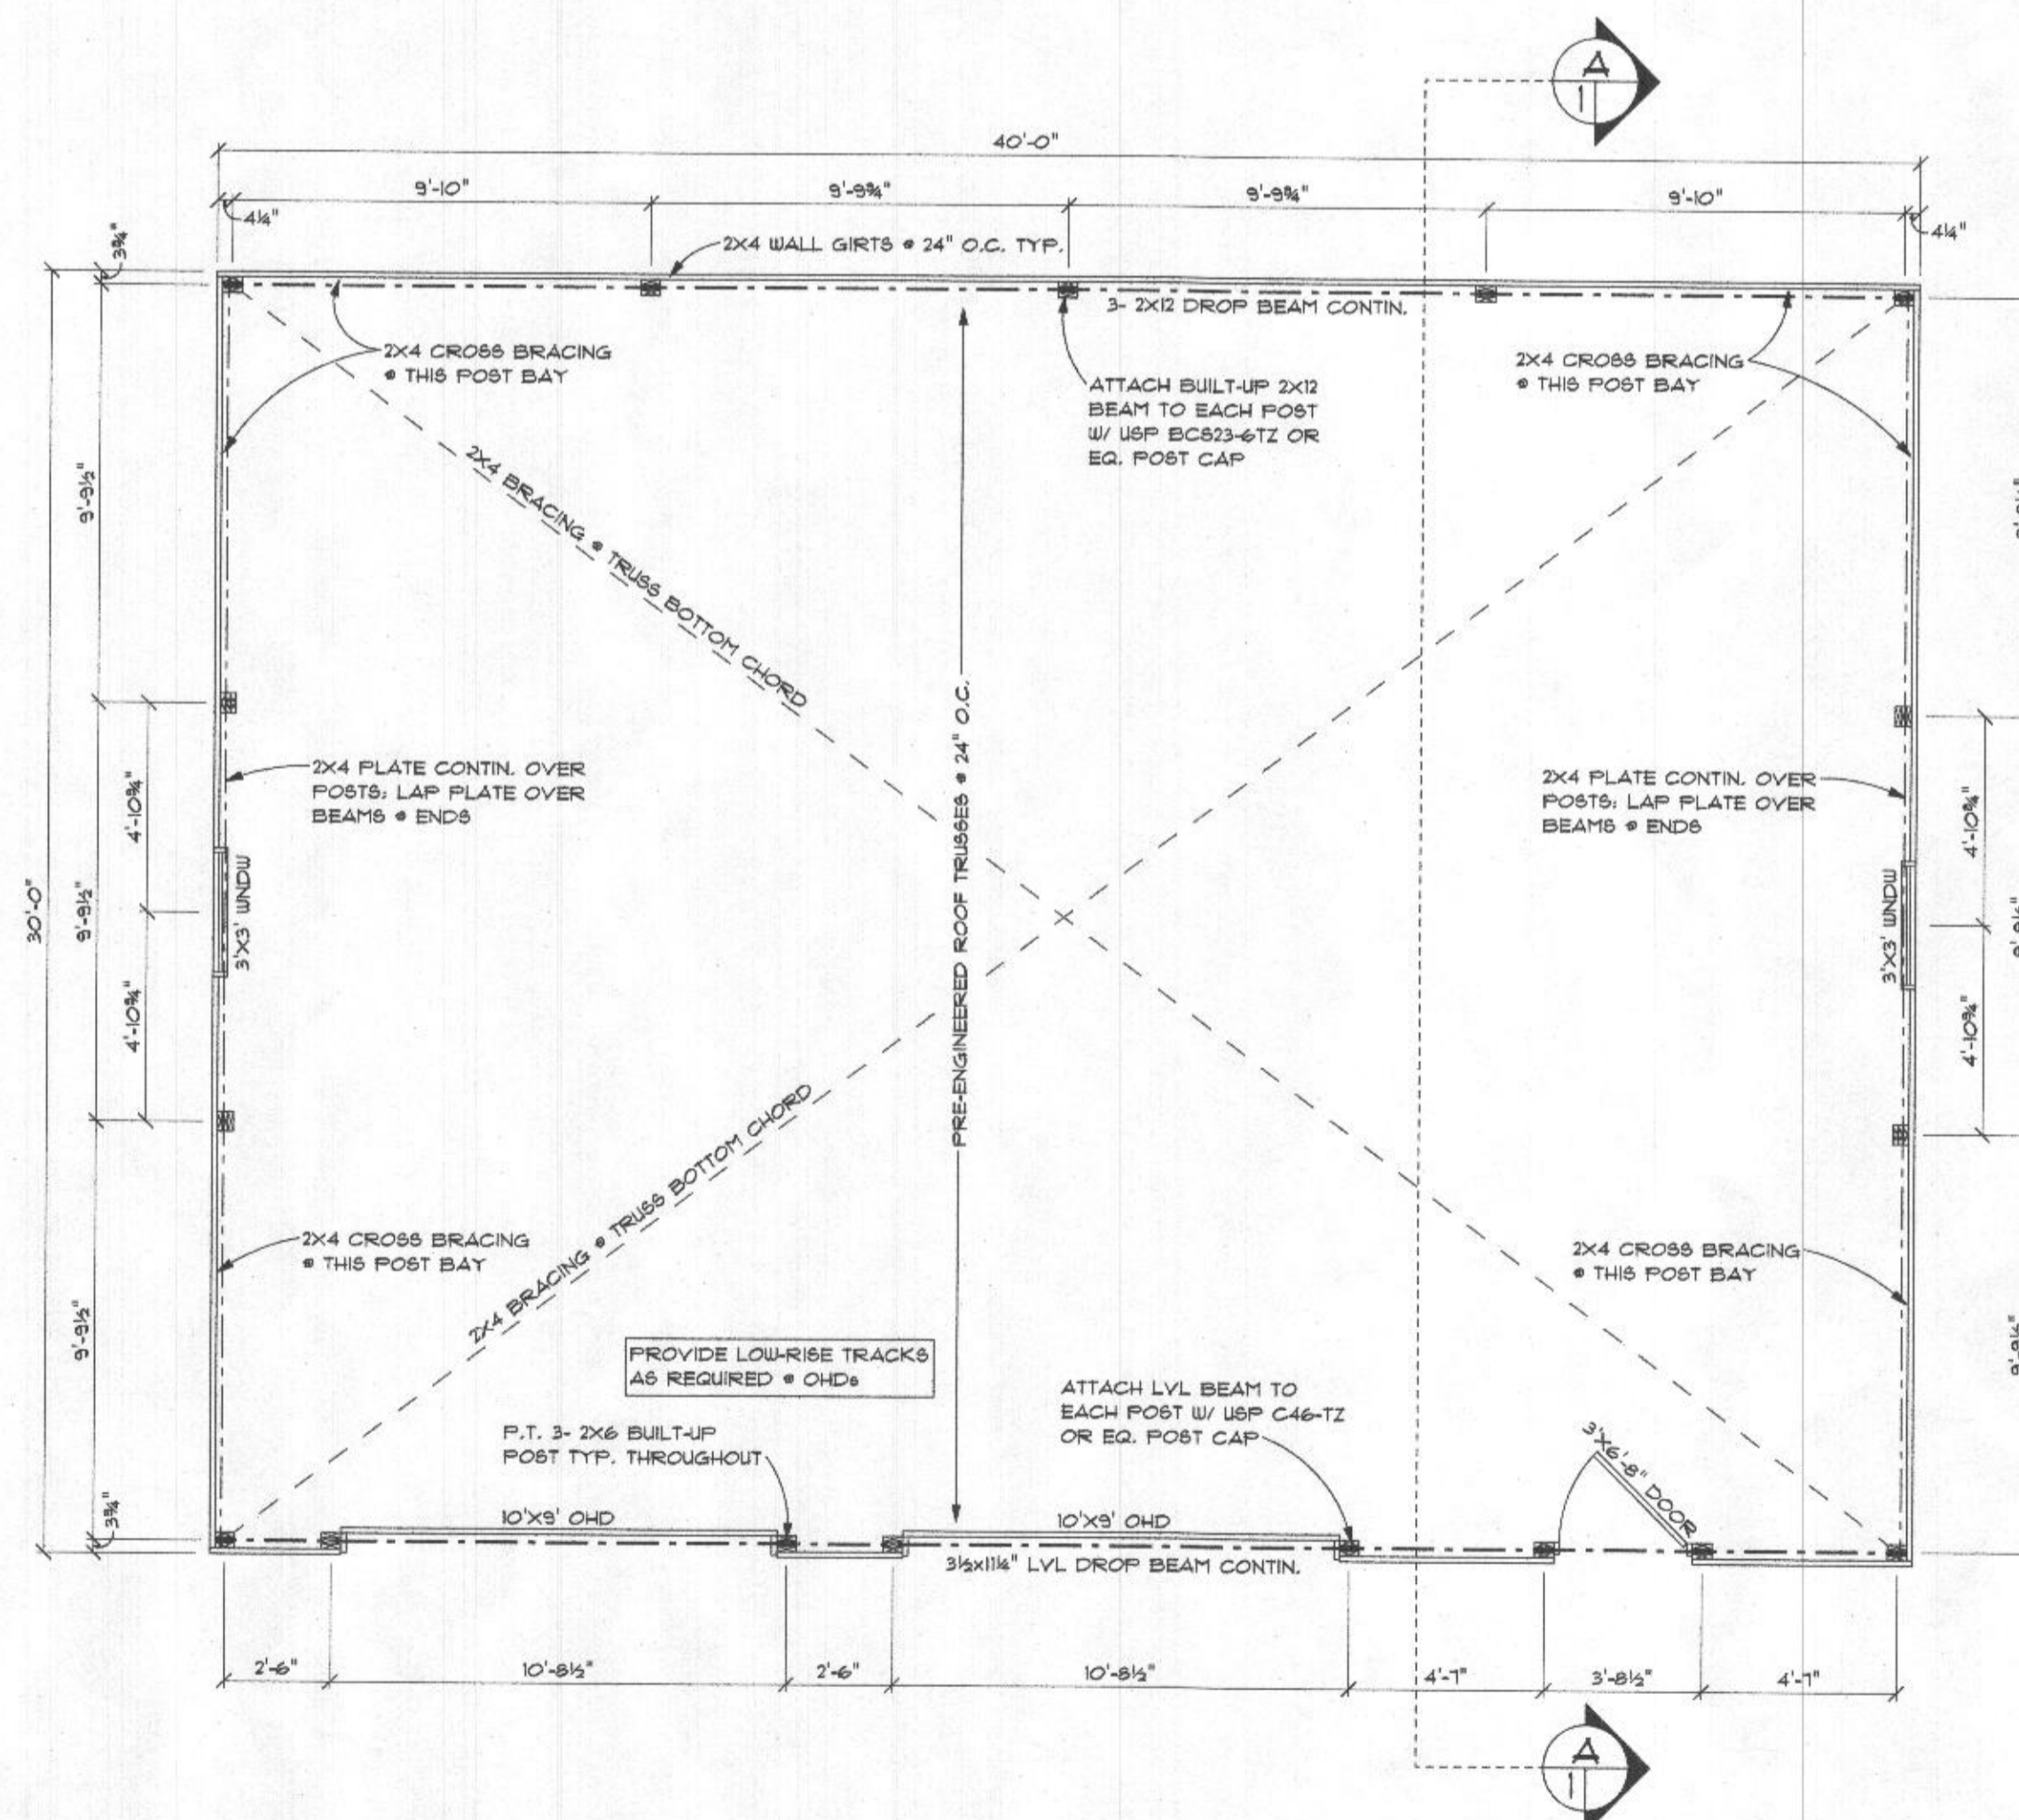 A
1
40'-0"
9'-10"
9'-9¾"
9'-9¾"
9'-10"
4¼"
4¼"
3¾"
2X4 WALL GIRTS @ 24" O.C. TYP.
3- 2X12 DROP BEAM CONTIN.
2X4 CROSS BRACING
@ THIS POST BAY
ATTACH BUILT-UP 2X12
BEAM TO EACH POST
W/ USP BCS23-6TZ OR
EQ. POST CAP
2X4 CROSS BRACING
@ THIS POST BAY
9'-9½"
2X4 BRACING @ TRUSS BOTTOM CHORD
PRE-ENGINEERED ROOF TRUSSES @ 24" O.C.
2X4 PLATE CONTIN. OVER
POSTS; LAP PLATE OVER
BEAMS @ ENDS
2X4 PLATE CONTIN. OVER
POSTS; LAP PLATE OVER
BEAMS @ ENDS
4'-10¾"
4'-10¾"
30'-0"
9'-9½"
3'X3' WNDW
3'X3' WNDW
4'-10¾"
4'-10¾"
2X4 BRACING @ TRUSS BOTTOM CHORD
2X4 CROSS BRACING
@ THIS POST BAY
2X4 CROSS BRACING
@ THIS POST BAY
9'-9½"
9'-9½"
PROVIDE LOW-RISE TRACKS
AS REQUIRED @ OHDs
ATTACH LVL BEAM TO
EACH POST W/ USP C46-TZ
OR EQ. POST CAP
P.T. 3- 2X6 BUILT-UP
POST TYP. THROUGHOUT
3'X6'-8" DOOR
3¾"
10'X9' OHD
10'X9' OHD
3½x11¼" LVL DROP BEAM CONTIN.
2'-6"
10'-8½"
2'-6"
10'-8½"
4'-7"
3'-8½"
4'-7"
A
1